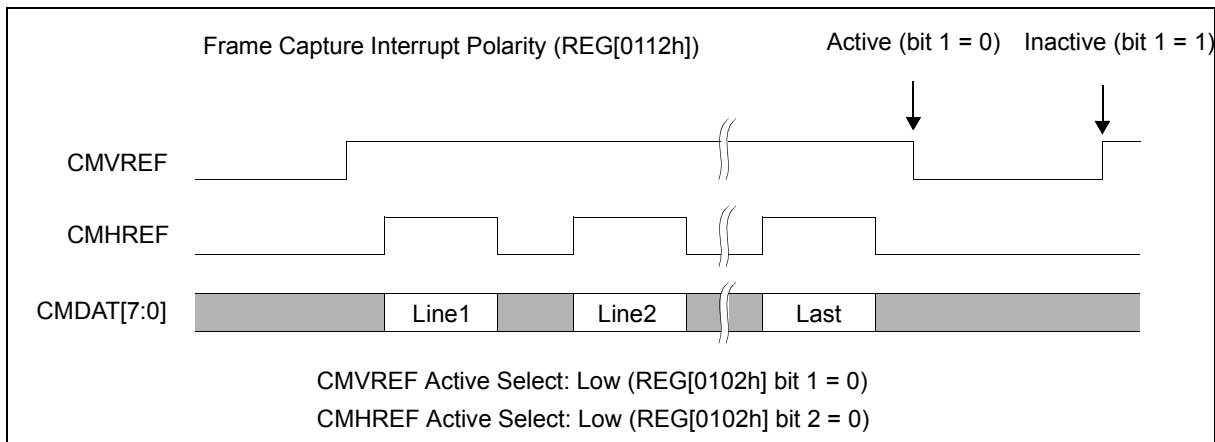 Frame Capture Interrupt Polarity (REG[0112h]) Active (bit 1 = 0) Inactive (bit 1 = 1)
CMVREF
CMHREF
CMDAT[7:0] Line1 Line2 Last
CMVREF Active Select: Low (REG[0102h] bit 1 = 0)
CMHREF Active Select: Low (REG[0102h] bit 2 = 0)